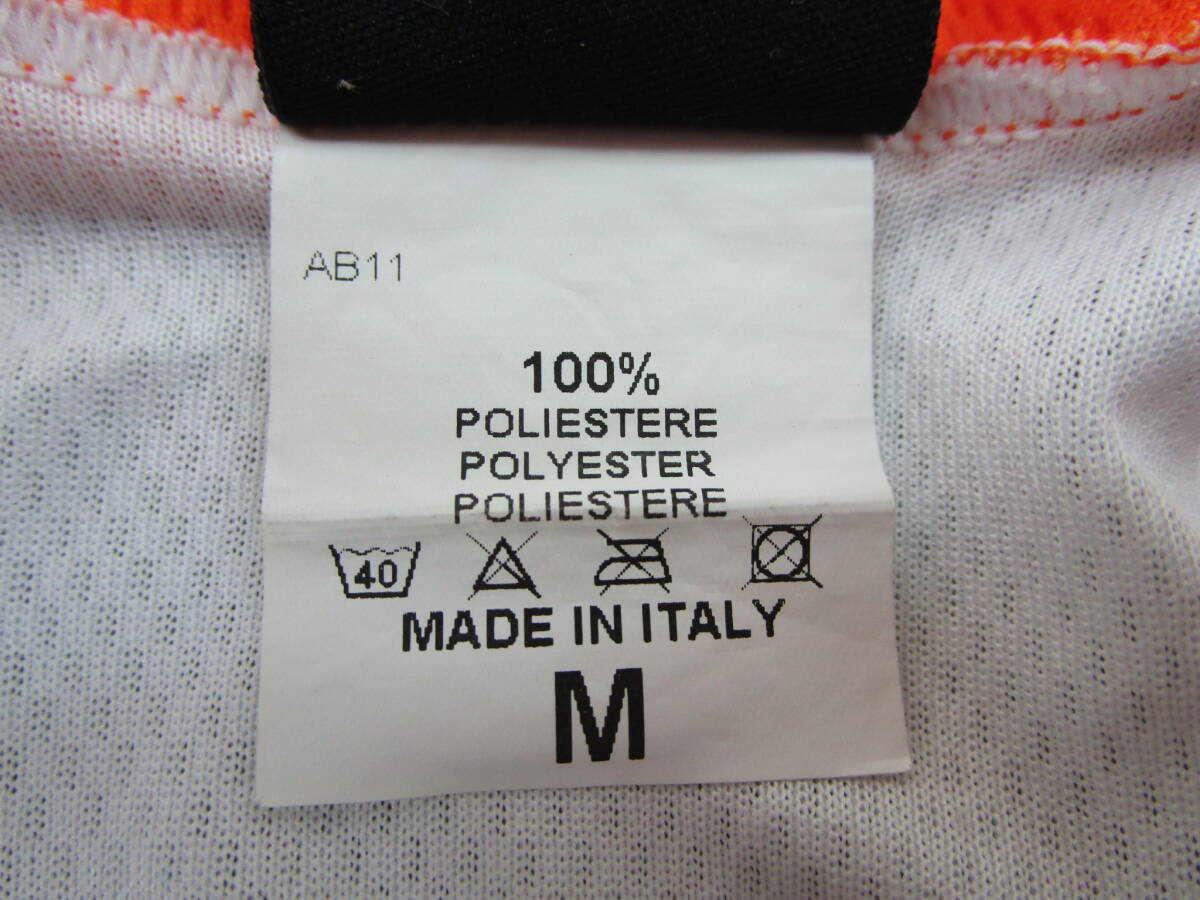 AB11
100%
POLIESTERE
POLYESTER
POLIESTERE
40
MADE IN ITALY
M